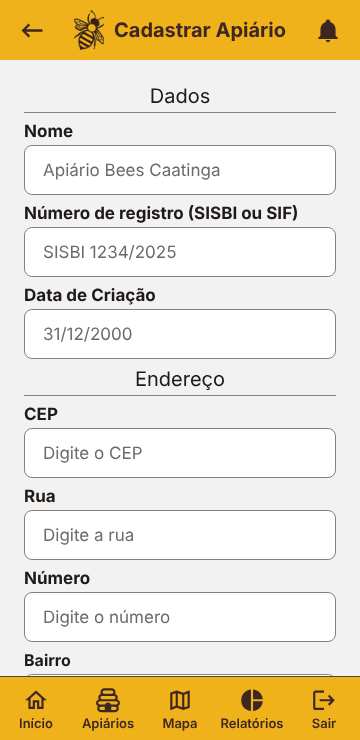 Cadastrar Apiário
Dados
Nome
Apiário Bees Caatinga
Número de registro (SISBI ou SIF)
SISBI 1234/2025
Data de Criação
31/12/2000
Endereço
CEP
Digite o CEP
Rua
Digite a rua
Número
Digite o número
Bairro
Início Apiários Mapa Relatórios Sair